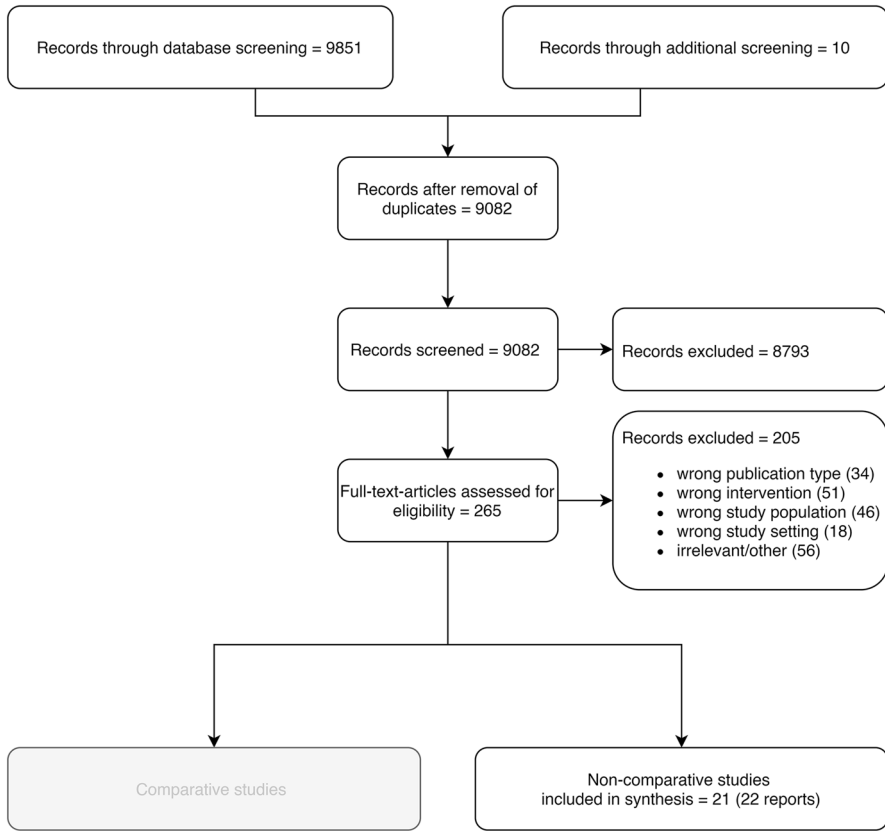 Records through database screening = 9851
Records through additional screening = 10
Records after removal of
duplicates = 9082
Records screened = 9082
Records excluded = 8793
Full-text-articles assessed for
eligibility = 265
Records excluded = 205
• wrong publication type (34)
• wrong intervention (51)
• wrong study population (46)
• wrong study setting (18)
• irrelevant/other (56)
Comparative studies
Non-comparative studies
included in synthesis = 21 (22 reports)